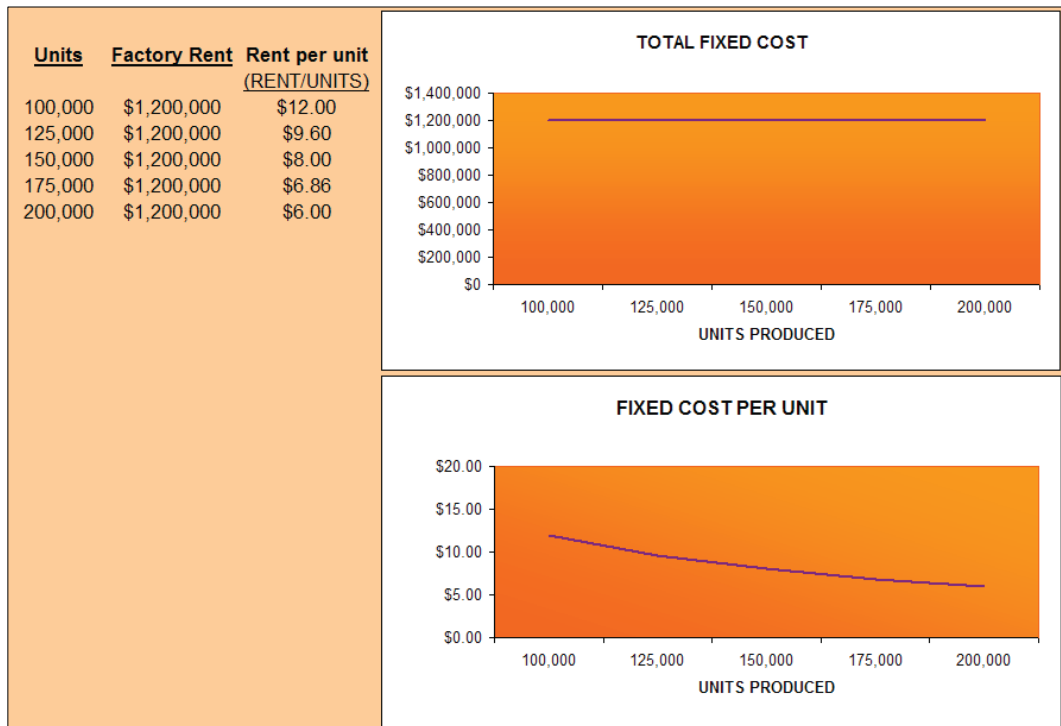 Units Factory Rent Rent per unit
(RENT/UNITS)
100,000 $1,200,000 $12.00
125,000 $1,200,000 $9.60
150,000 $1,200,000 $8.00
175,000 $1,200,000 $6.86
200,000 $1,200,000 $6.00
TOTAL FIXED COST
$1,400,000
$1,200,000
$1,000,000
$800,000
$600,000
$400,000
$200,000
$0
100,000 125,000 150,000 175,000 200,000
UNITS PRODUCED
FIXED COST PER UNIT
$20.00
$15.00
$10.00
$5.00
$0.00
100,000 125,000 150,000 175,000 200,000
UNITS PRODUCED